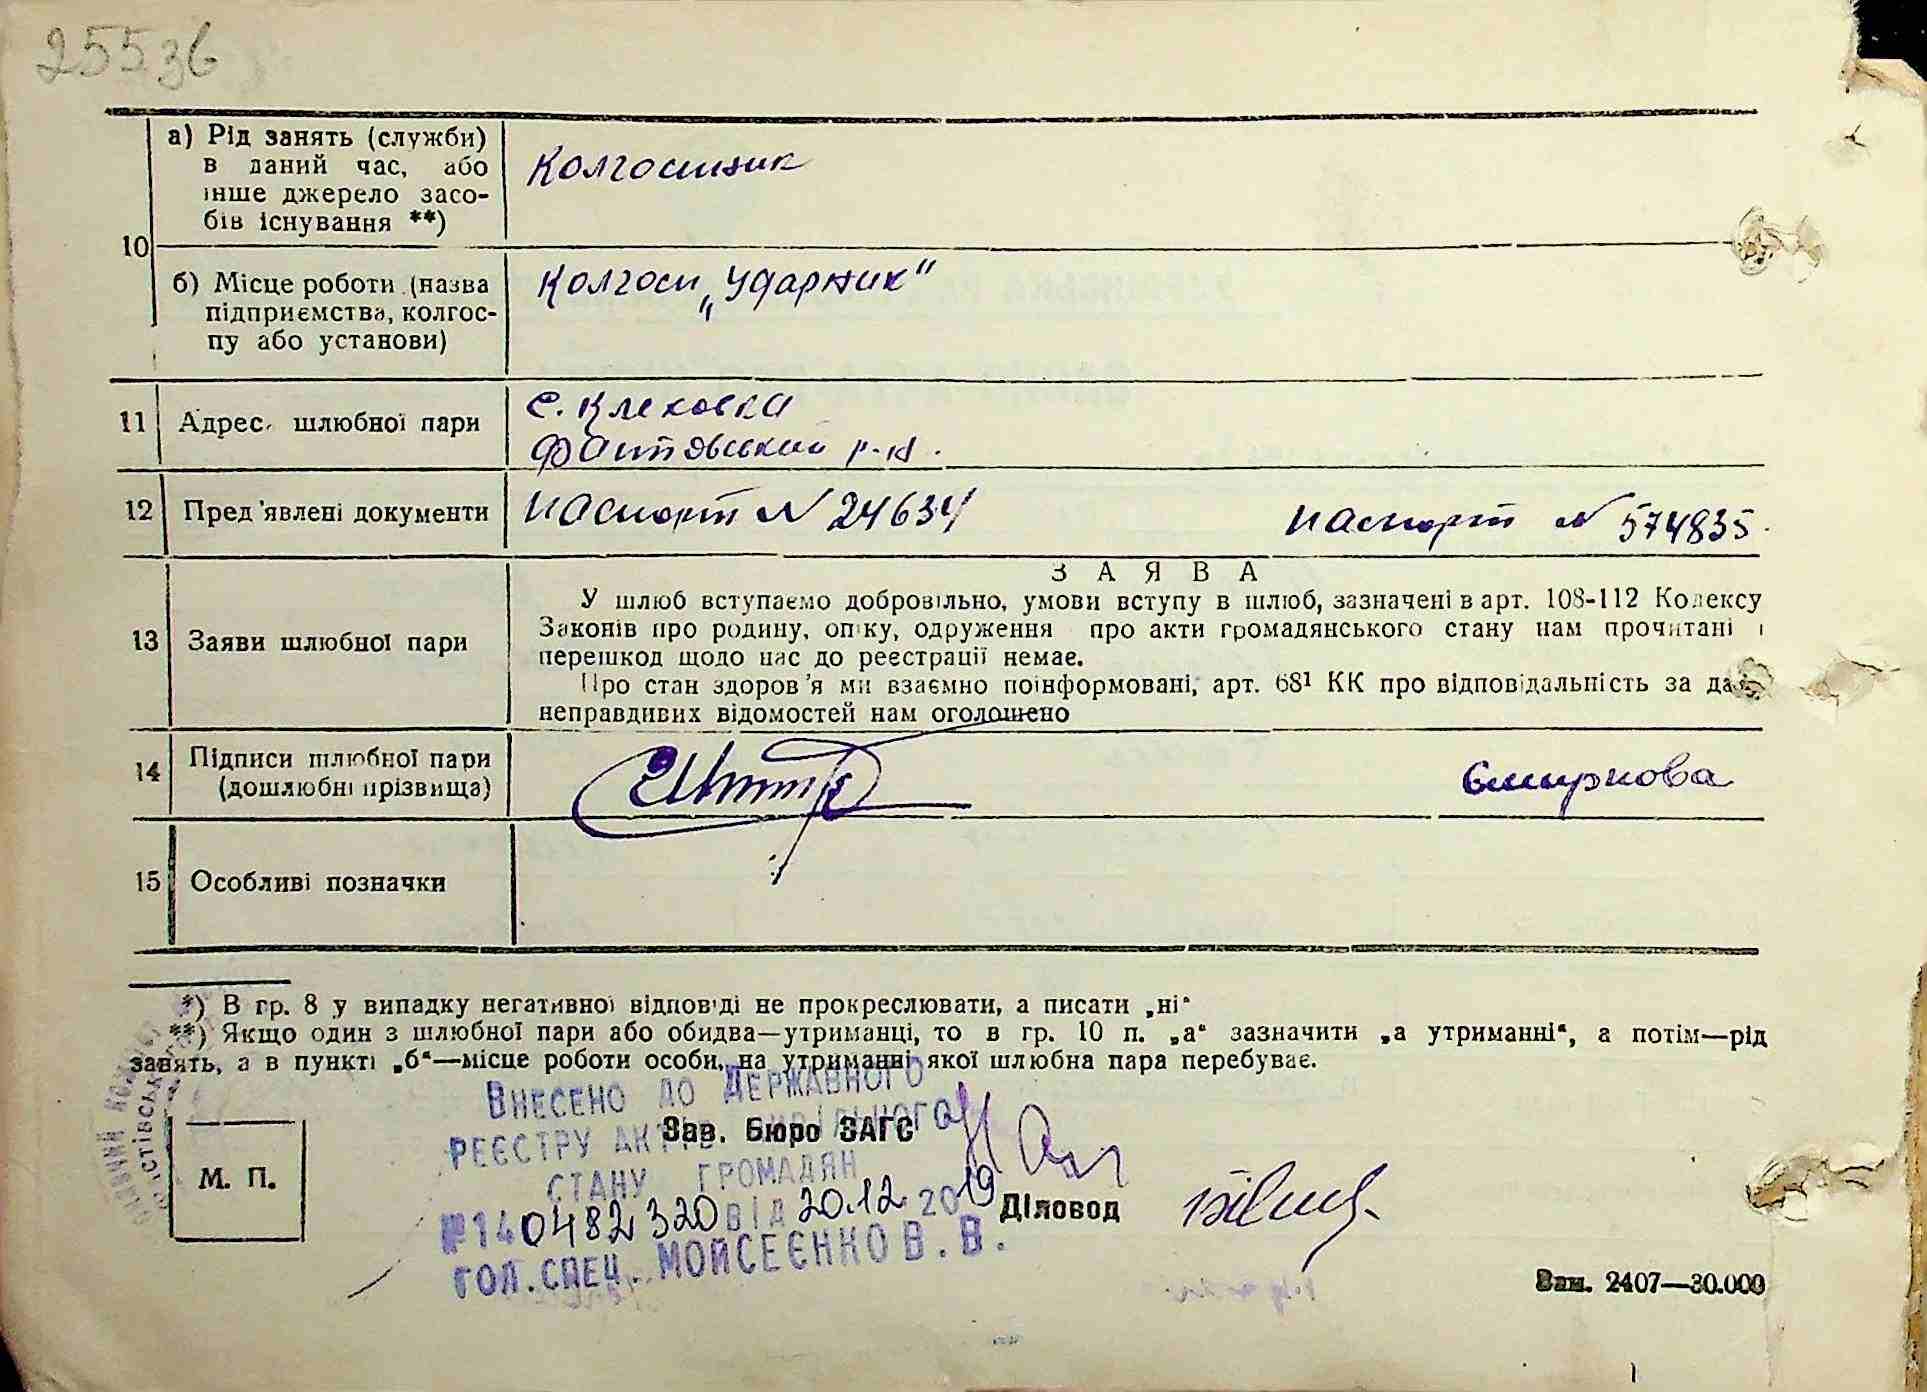 25536
а) Рід занять (служби)
в даний час, або
інше джерело засо-
бів існування **)
Колгоспник
10
б) Місце роботи (назва
підприємства, колгос-
пу або установи)
Колгосп „Ударник"
11 Адрес шлюбної пари
с. Клеховка
Фастовський р-н.
12 Пред'явлені документи Паспорт № 24634 Паспорт № 574835.
ЗАЯВА
13 Заяви шлюбної пари
У шлюб вступаємо добровільно, умови вступу в шлюб, зазначені в арт. 108-112 Кодексу
Законів про родину, опіку, одруження про акти громадянського стану нам прочитані і
перешкод щодо нас до реєстрації немає.
Про стан здоров'я ми взаємно поінформовані, арт. 68¹ КК про відповідальність за дачу
неправдивих відомостей нам оголошено
14 Підписи шлюбної пари
(дошлюбні прізвища)
Смирнова
15 Особливі позначки
*) В гр. 8 у випадку негативної відповіді не прокреслювати, а писати „ні"
**) Якщо один з шлюбної пари або обидва—утриманці, то в гр. 10 п. „а" зазначити „а утриманні", а потім—рід
занять, а в пункті „б"—місце роботи особи, на утриманні якої шлюбна пара перебуває.
Внесено до Державного
реєстру актів цивільного
стану громадян
№140482320 від 20.12 2019
гол. спец. Мойсеєнко В. В.
Зав. Бюро ЗАГС
М. П.
Діловод
Зам. 2407—30.000